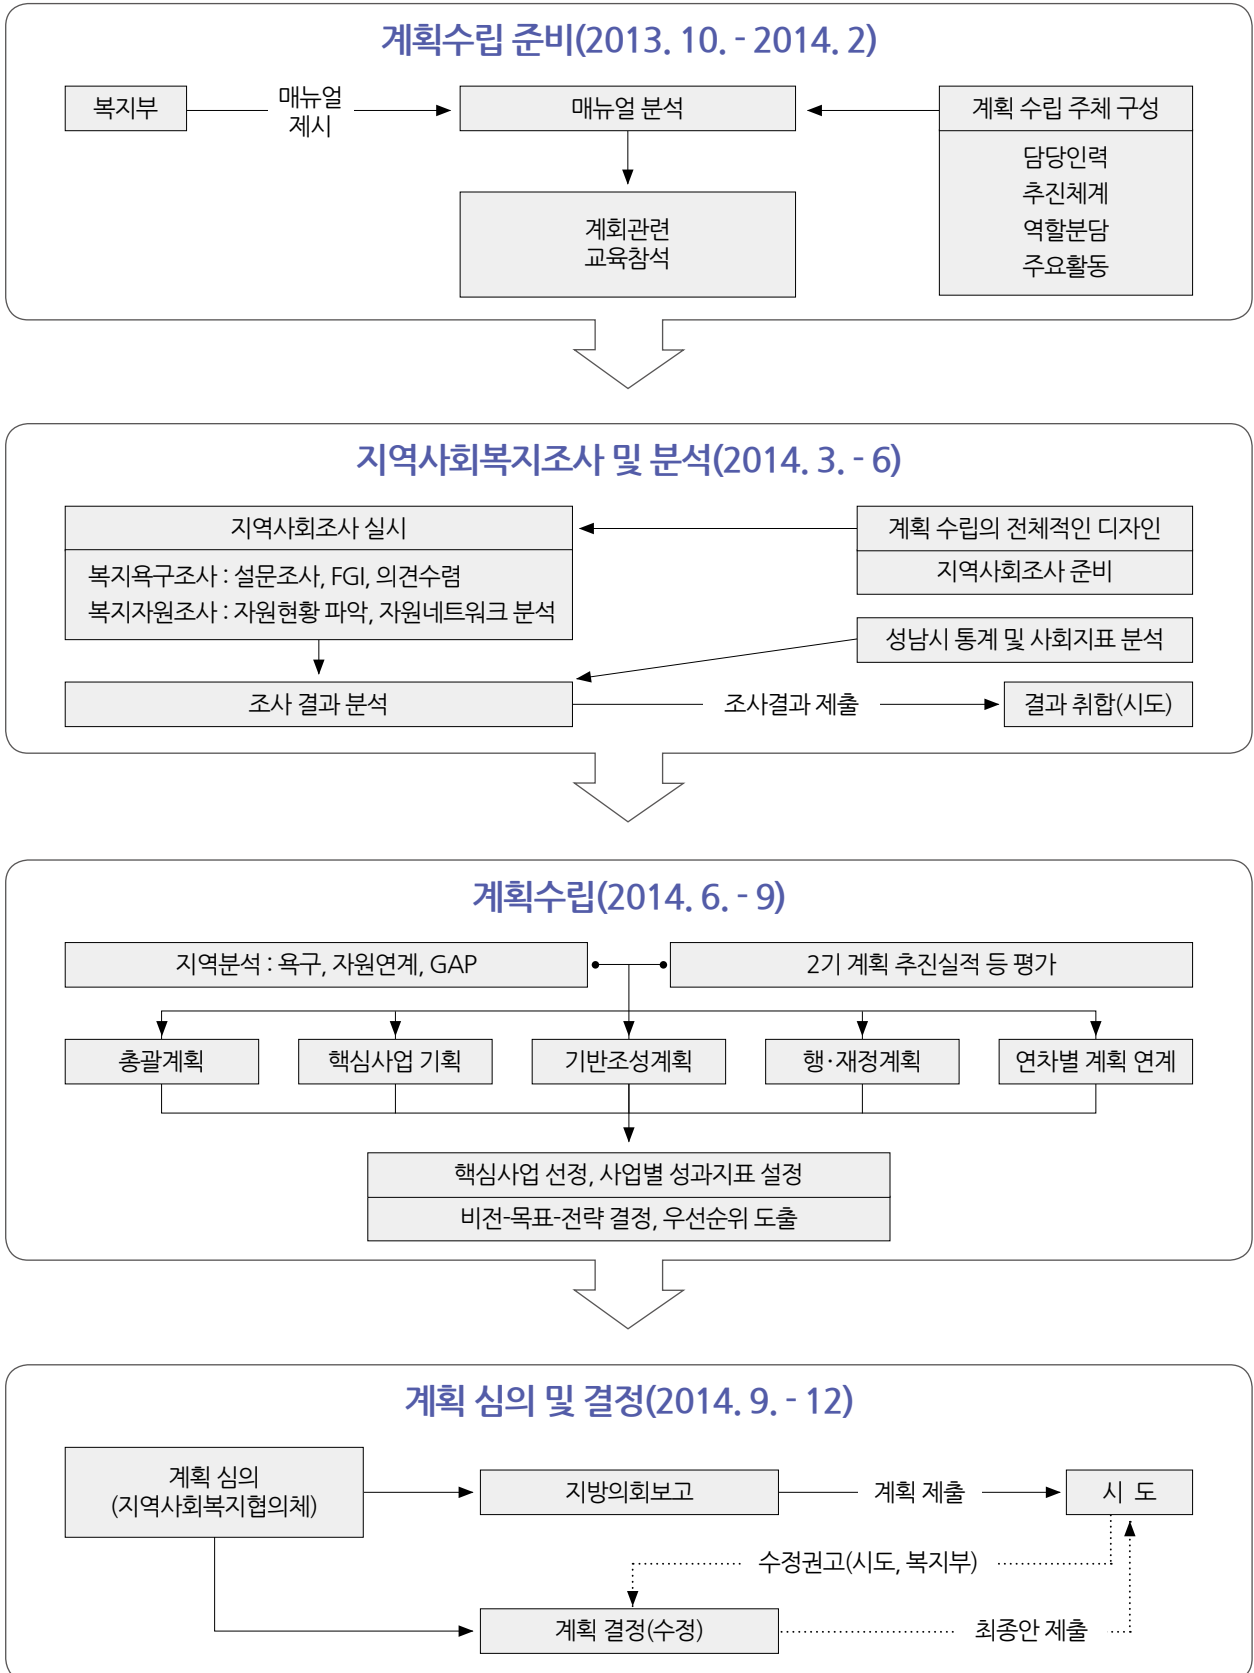 계획수립 준비(2013. 10. - 2014. 2)
복지부
매뉴얼
제시
매뉴얼 분석
계획 수립 주체 구성
담당인력
추진체계
역할분담
주요활동
계회관련
교육참석
지역사회복지조사 및 분석(2014. 3. - 6)
지역사회조사 실시
복지욕구조사 : 설문조사, FGI, 의견수렴
복지자원조사 : 자원현황 파악, 자원네트워크 분석
계획 수립의 전체적인 디자인
지역사회조사 준비
성남시 통계 및 사회지표 분석
조사 결과 분석
조사결과 제출
결과 취합(시도)
계획수립(2014. 6. - 9)
지역분석 : 욕구, 자원연계, GAP
2기 계획 추진실적 등 평가
총괄계획
핵심사업 기획
기반조성계획
행·재정계획
연차별 계획 연계
핵심사업 선정, 사업별 성과지표 설정
비전-목표-전략 결정, 우선순위 도출
계획 심의 및 결정(2014. 9. - 12)
계획 심의
(지역사회복지협의체)
지방의회보고
계획 제출
시 도
수정권고(시도, 복지부)
계획 결정(수정)
최종안 제출